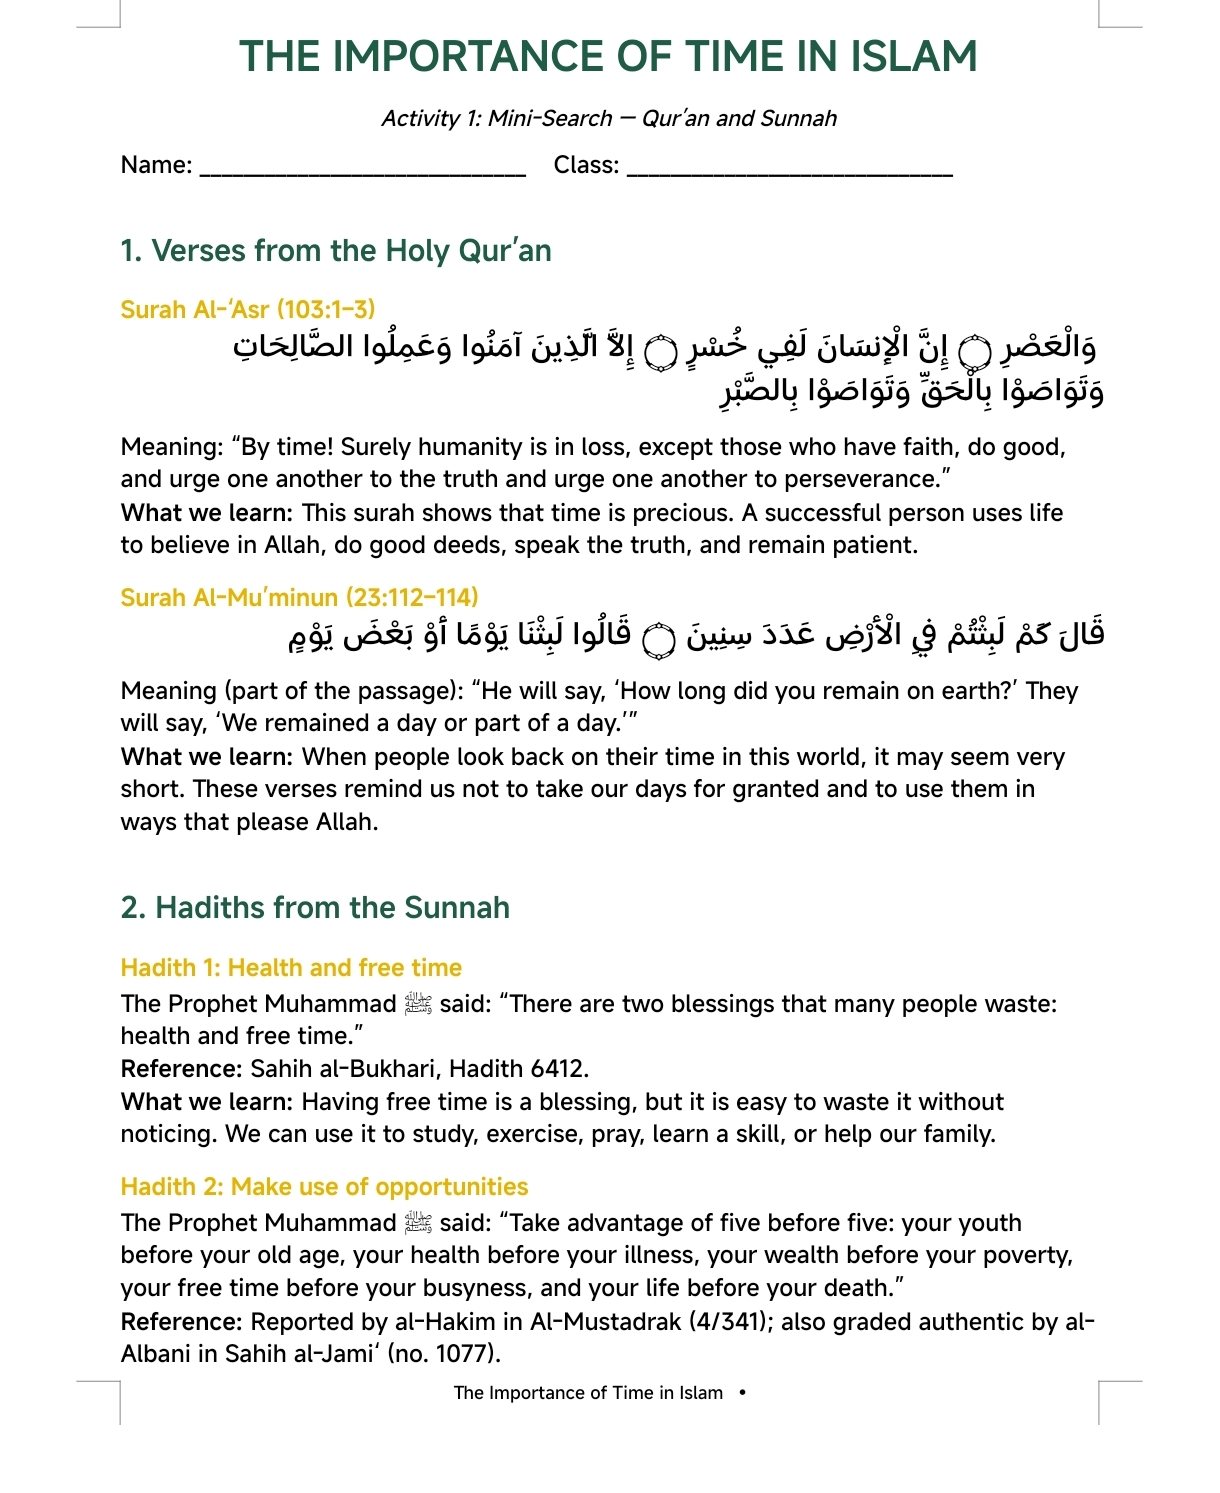 THE IMPORTANCE OF TIME IN ISLAM
Activity 1: Mini-Search — Qur’an and Sunnah
Name: ____________________________ Class: ____________________________
1. Verses from the Holy Qur’an
Surah Al-‘Asr (103:1–3)
وَالْعَصْرِ ۝ إِنَّ الْإِنسَانَ لَفِي خُسْرٍ ۝ إِلَّا الَّذِينَ آمَنُوا وَعَمِلُوا الصَّالِحَاتِ
وَتَوَاصَوْا بِالْحَقِّ وَتَوَاصَوْا بِالصَّبْرِ
Meaning: “By time! Surely humanity is in loss, except those who have faith, do good,
and urge one another to the truth and urge one another to perseverance.”
What we learn: This surah shows that time is precious. A successful person uses life
to believe in Allah, do good deeds, speak the truth, and remain patient.
Surah Al-Mu’minun (23:112–114)
قَالَ كَمْ لَبِثْتُمْ فِي الْأَرْضِ عَدَدَ سِنِينَ ۝ قَالُوا لَبِثْنَا يَوْمًا أَوْ بَعْضَ يَوْمٍ
Meaning (part of the passage): “He will say, ‘How long did you remain on earth?’ They
will say, ‘We remained a day or part of a day.’”
What we learn: When people look back on their time in this world, it may seem very
short. These verses remind us not to take our days for granted and to use them in
ways that please Allah.
2. Hadiths from the Sunnah
Hadith 1: Health and free time
The Prophet Muhammad ﷺ said: “There are two blessings that many people waste:
health and free time.”
Reference: Sahih al-Bukhari, Hadith 6412.
What we learn: Having free time is a blessing, but it is easy to waste it without
noticing. We can use it to study, exercise, pray, learn a skill, or help our family.
Hadith 2: Make use of opportunities
The Prophet Muhammad ﷺ said: “Take advantage of five before five: your youth
before your old age, your health before your illness, your wealth before your poverty,
your free time before your busyness, and your life before your death.”
Reference: Reported by al-Hakim in Al-Mustadrak (4/341); also graded authentic by al-
Albani in Sahih al-Jami‘ (no. 1077).
The Importance of Time in Islam •